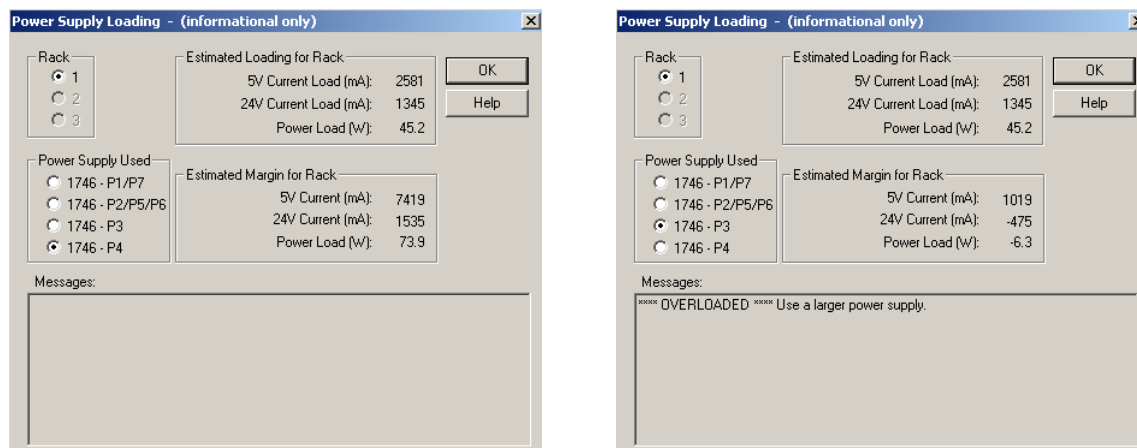 Power Supply Loading - (informational only)
Rack
1
2
3
Estimated Loading for Rack
5V Current Load (mA): 2581
24V Current Load (mA): 1345
Power Load (W): 45.2
OK
Help
Power Supply Used
1746 - P1/P7
1746 - P2/P5/P6
1746 - P3
1746 - P4
Estimated Margin for Rack
5V Current (mA): 7419
24V Current (mA): 1535
Power Load (W): 73.9
Messages:
Power Supply Loading - (informational only)
Rack
1
2
3
Estimated Loading for Rack
5V Current Load (mA): 2581
24V Current Load (mA): 1345
Power Load (W): 45.2
OK
Help
Power Supply Used
1746 - P1/P7
1746 - P2/P5/P6
1746 - P3
1746 - P4
Estimated Margin for Rack
5V Current (mA): 1019
24V Current (mA): -475
Power Load (W): -6.3
Messages:
**** OVERLOADED **** Use a larger power supply.